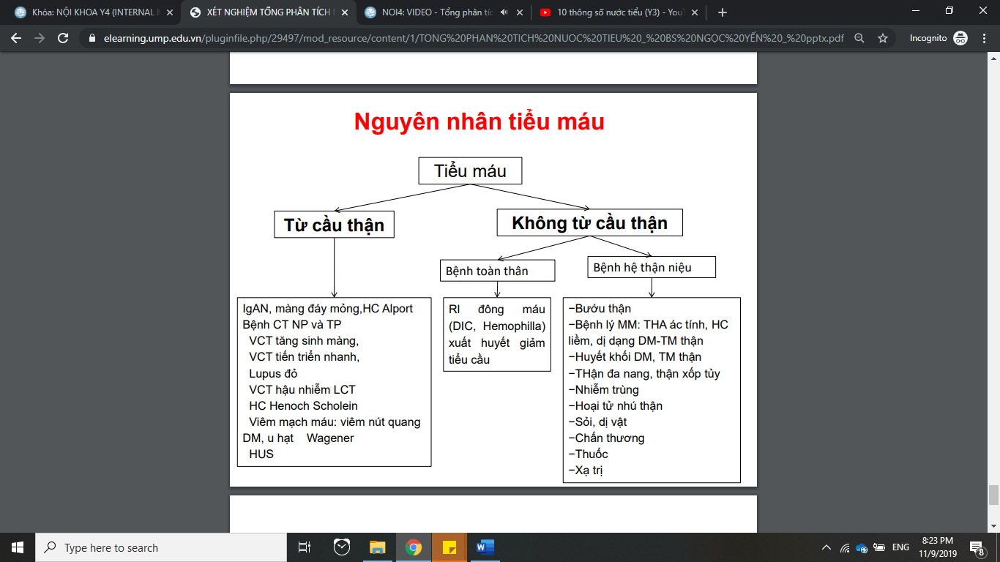 Khóa: NỘI KHOA Y4 (INTERNAL M
XÉT NGHIỆM TỔNG PHÂN TÍCH N
NOI4: VIDEO - Tổng phân tíc
10 thông số nước tiểu (Y3) - YouT
elearning.ump.edu.vn/pluginfile.php/29497/mod_resource/content/1/TONG%20PHAN%20TICH%20NUOC%20TIEU%20_%20BS%20NGỌC%20YẾN%20_%20pptx.pdf
Incognito
Nguyên nhân tiểu máu
Tiểu máu
Từ cầu thận
Không từ cầu thận
Bệnh toàn thân
Bệnh hệ thận niệu
IgAN, màng đáy mỏng,HC Alport
Bệnh CT NP và TP
VCT tăng sinh màng,
VCT tiến triển nhanh,
Lupus đỏ
VCT hậu nhiễm LCT
HC Henoch Scholein
Viêm mạch máu: viêm nút quang
DM, u hạt Wagener
HUS
Rl đông máu
(DIC, Hemophilla)
xuất huyết giảm
tiểu cầu
−Bướu thận
−Bệnh lý MM: THA ác tính, HC
liềm, dị dạng DM-TM thận
−Huyết khối DM, TM thận
−THận đa nang, thận xốp tủy
−Nhiễm trùng
−Hoại tử nhú thận
−Sỏi, dị vật
−Chấn thương
−Thuốc
−Xạ trị
Type here to search
ENG
8:23 PM
11/9/2019
8